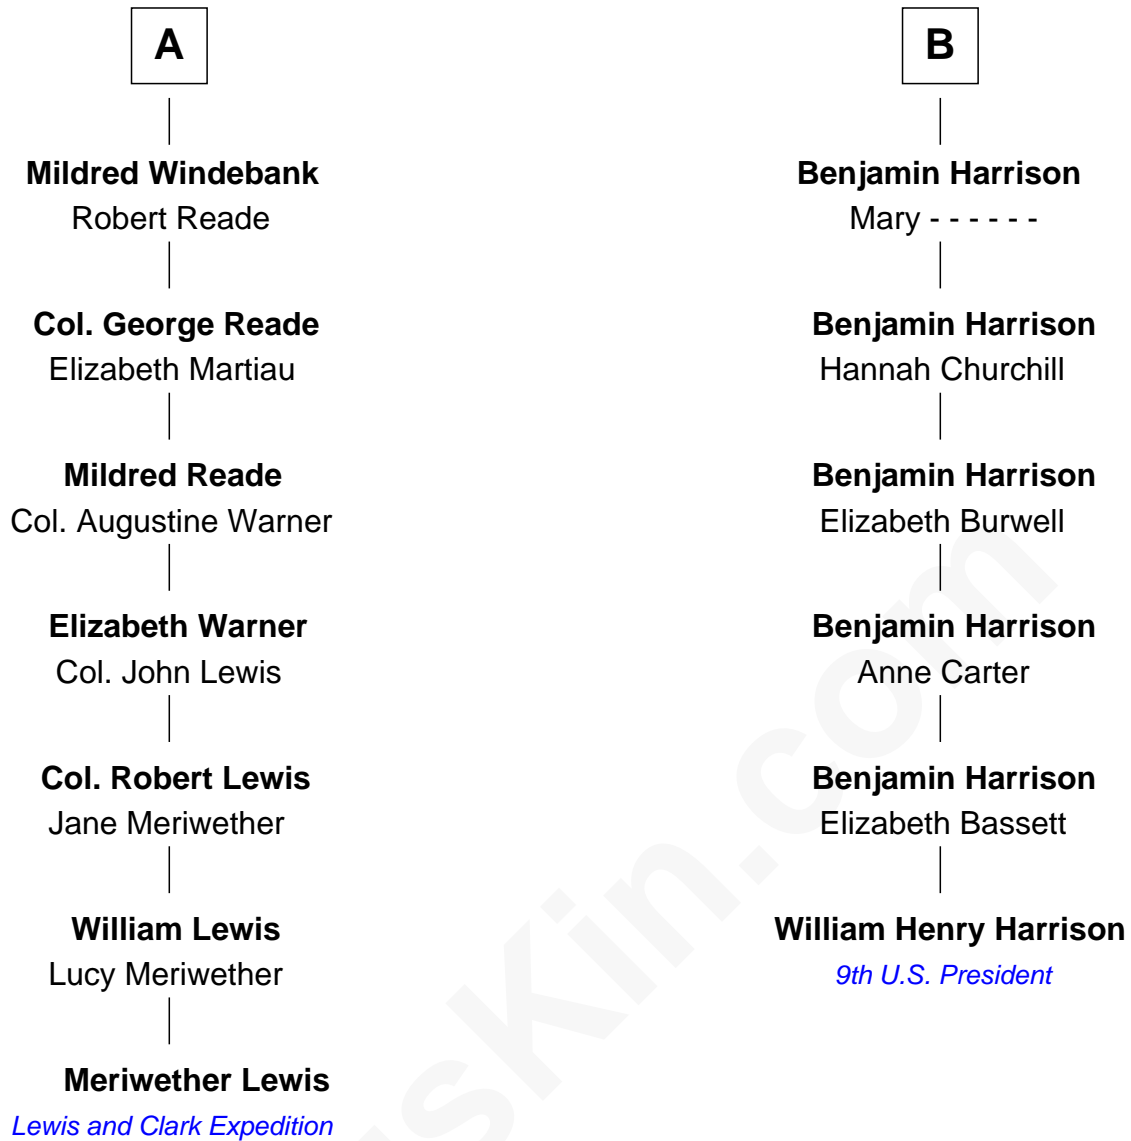 A
Mildred Windebank
Robert Reade
Col. George Reade
Elizabeth Martiau
Mildred Reade
Col. Augustine Warner
Elizabeth Warner
Col. John Lewis
Col. Robert Lewis
Jane Meriwether
William Lewis
Lucy Meriwether
Meriwether Lewis
Lewis and Clark Expedition
B
Benjamin Harrison
Mary - - - - - -
Benjamin Harrison
Hannah Churchill
Benjamin Harrison
Elizabeth Burwell
Benjamin Harrison
Anne Carter
Benjamin Harrison
Elizabeth Bassett
William Henry Harrison
9th U.S. President